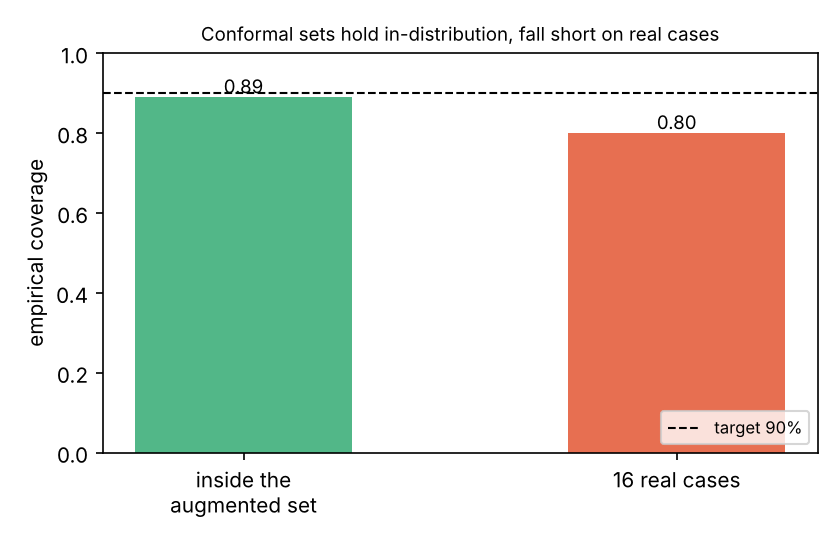 Conformal sets hold in-distribution, fall short on real cases
1.0
0.8
0.6
0.4
0.2
0.0
empirical coverage
0.89
0.80
target 90%
inside the
augmented set
16 real cases